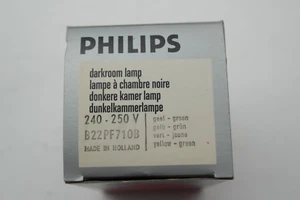 PHILIPS
darkroom lamp
lampe à chambre noire
donkere kamer lamp
dunkelkammerlampe
240 - 250 V
B22PF710B
MADE IN HOLLAND
geel - groen
gelb - grün
vert - jaune
yellow - green